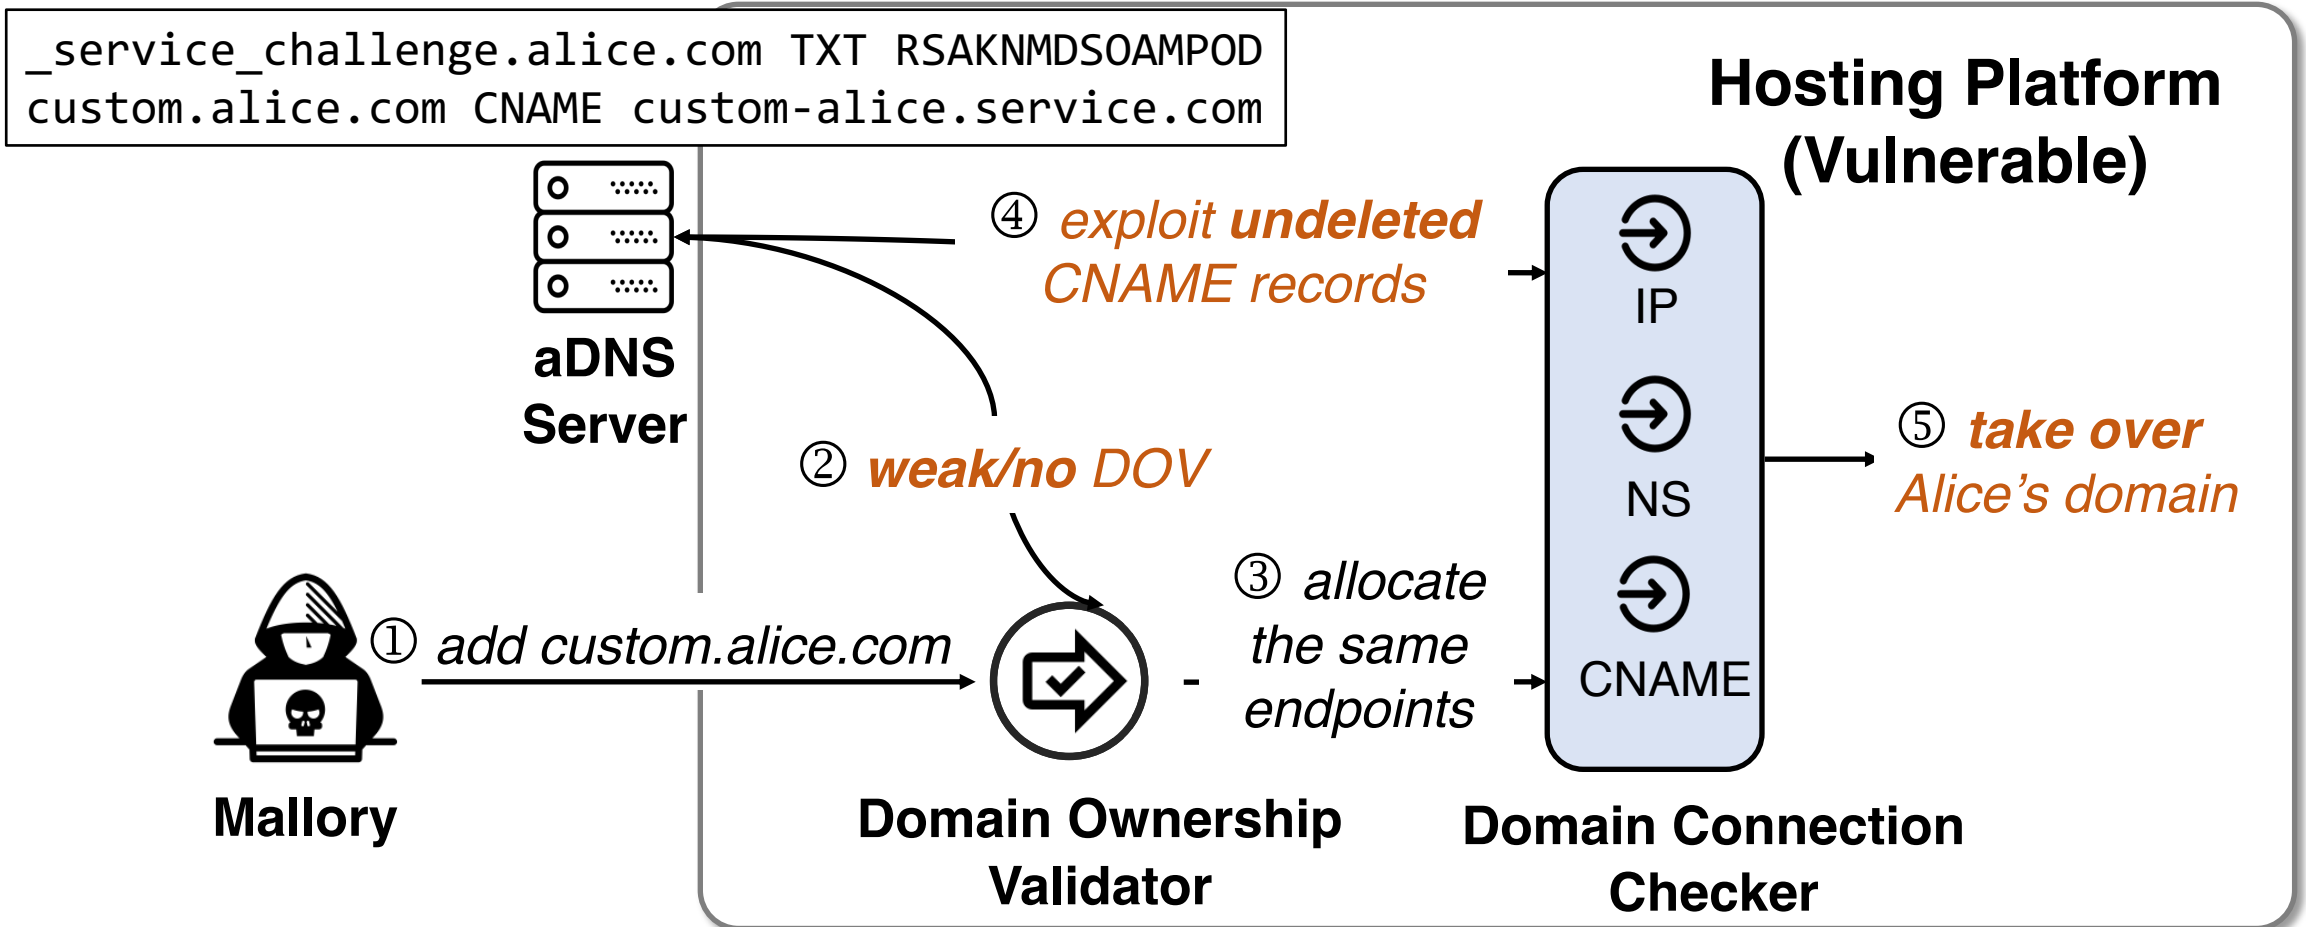 _service_challenge.alice.com TXT RSAKNMDSOAMPOD
custom.alice.com CNAME custom-alice.service.com
Hosting Platform
(Vulnerable)
aDNS
Server
④ exploit undeleted
CNAME records
IP
NS
CNAME
② weak/no DOV
⑤ take over
Alice's domain
① add custom.alice.com
③ allocate
the same
endpoints
Mallory
Domain Ownership
Validator
Domain Connection
Checker